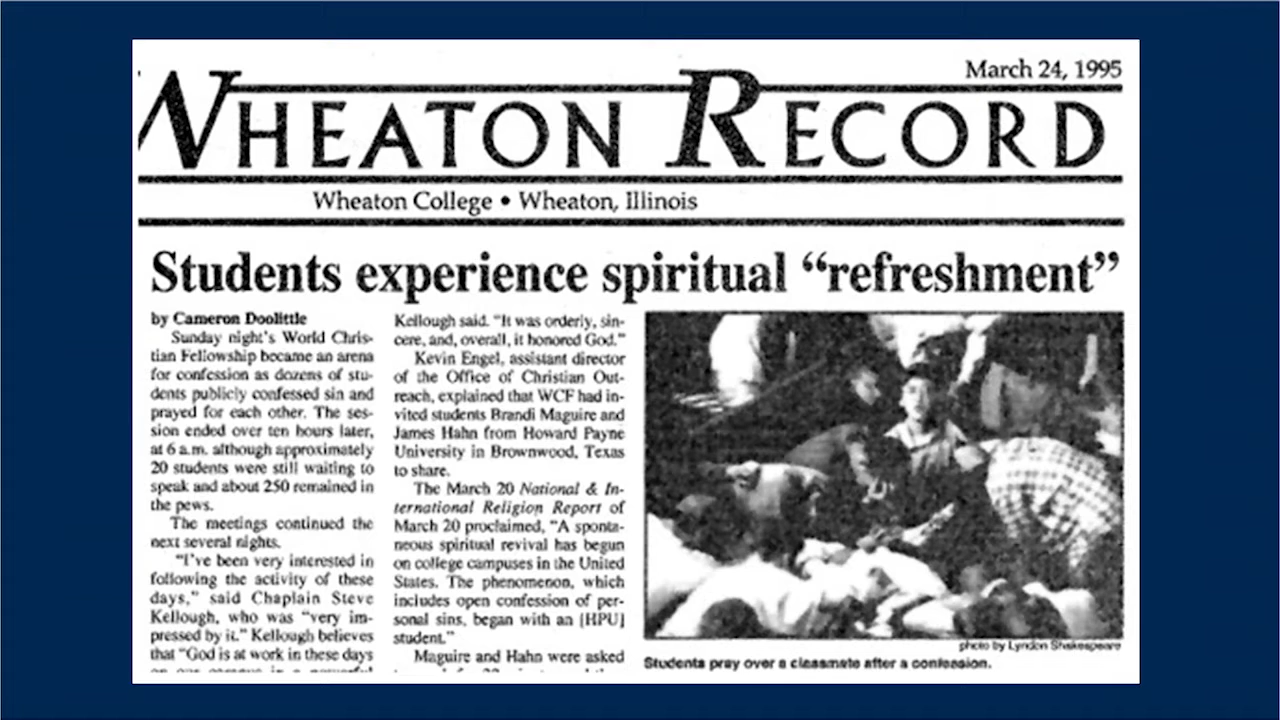 March 24, 1995
WHEATON RECORD
Wheaton College • Wheaton, Illinois
Students experience spiritual “refreshment”
by Cameron Doolittle
Sunday night's World Chris-
tian Fellowship became an arena
for confession as dozens of stu-
dents publicly confessed sin and
prayed for each other. The ses-
sion ended over ten hours later,
at 6 a.m. although approximately
20 students were still waiting to
speak and about 250 remained in
the pews.
The meetings continued the
next several nights.
“I've been very interested in
following the activity of these
days,” said Chaplain Steve
Kellough, who was “very im-
pressed by it.” Kellough believes
that “God is at work in these days
Kellough said. “It was orderly, sin-
cere, and, overall, it honored God.”
Kevin Engel, assistant director
of the Office of Christian Out-
reach, explained that WCF had in-
vited students Brandi Maguire and
James Hahn from Howard Payne
University in Brownwood, Texas
to share.
The March 20 National & In-
ternational Religion Report of
March 20 proclaimed, “A sponta-
neous spiritual revival has begun
on college campuses in the United
States. The phenomenon, which
includes open confession of per-
sonal sins, began with an [HPU]
student.”
Maguire and Hahn were asked
photo by Lyndon Shakespeare
Students pray over a classmate after a confession.